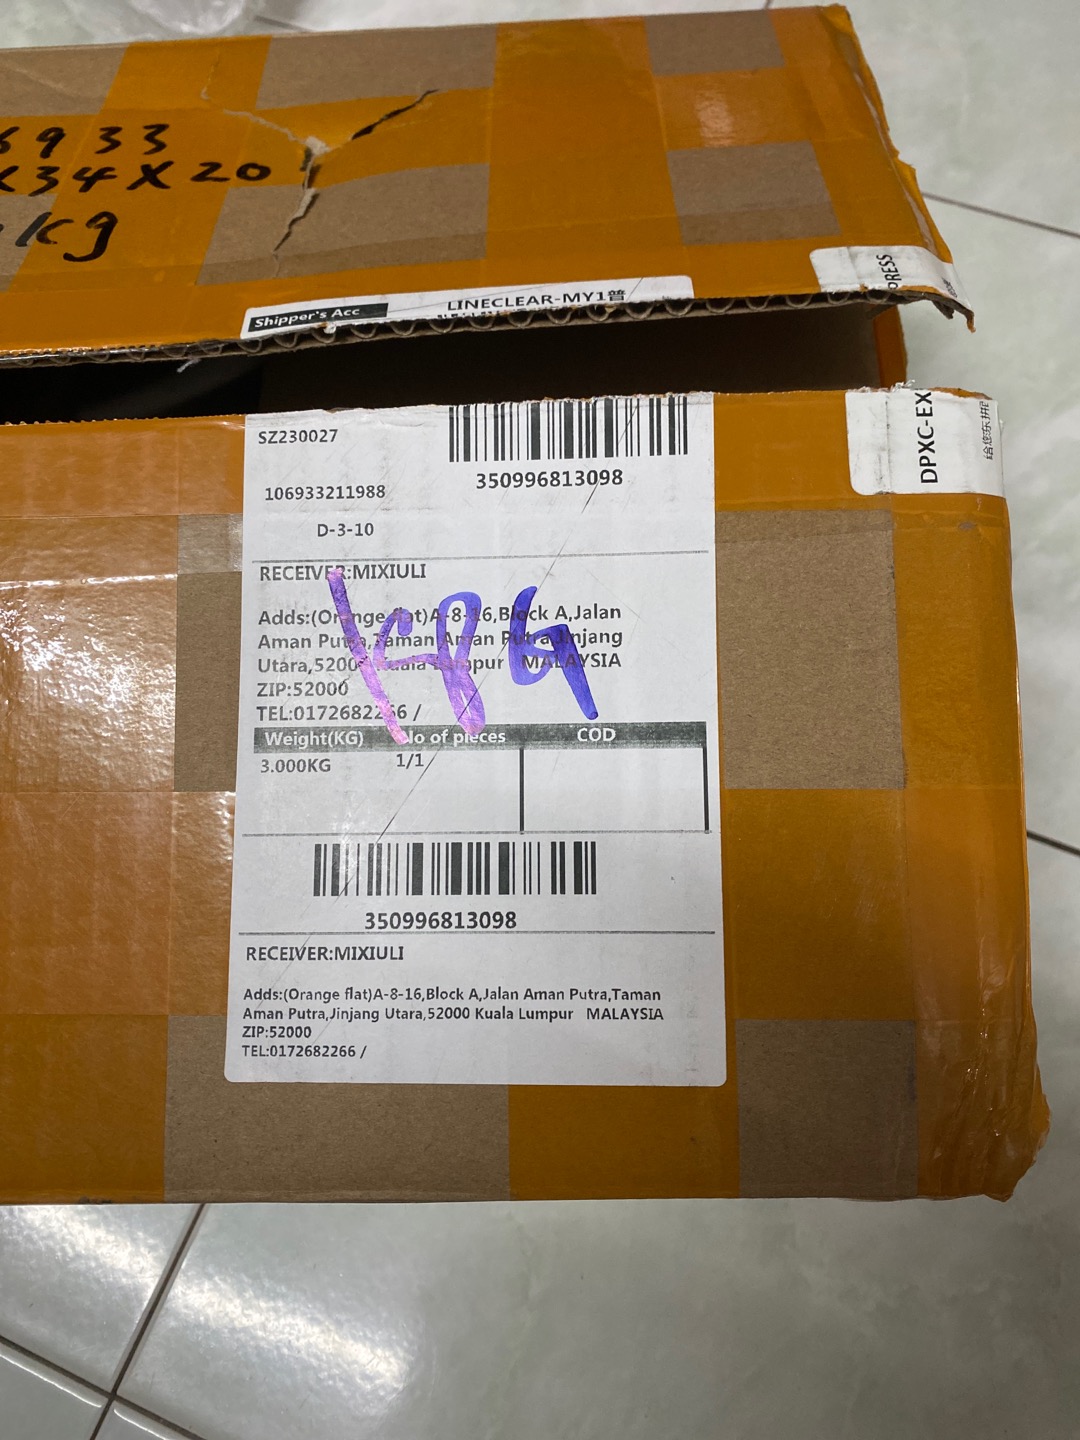 6933
X34X20
kg
Shipper's Acc
LINECLEAR-MY1普
PRESS
DPXC-EX
SZ230027
350996813098
106933211988
D-3-10
RECEIVER:MIXIULI
Adds:(Orange flat)A-8-16,Block A,Jalan
Aman Putra,Taman Aman Putra,Jinjang
Utara,52000 Kuala Lumpur MALAYSIA
ZIP:52000
TEL:0172682266 /
Weight(KG) No of pieces COD
3.000KG 1/1
350996813098
RECEIVER:MIXIULI
Adds:(Orange flat)A-8-16,Block A,Jalan Aman Putra,Taman
Aman Putra,Jinjang Utara,52000 Kuala Lumpur MALAYSIA
ZIP:52000
TEL:0172682266 /